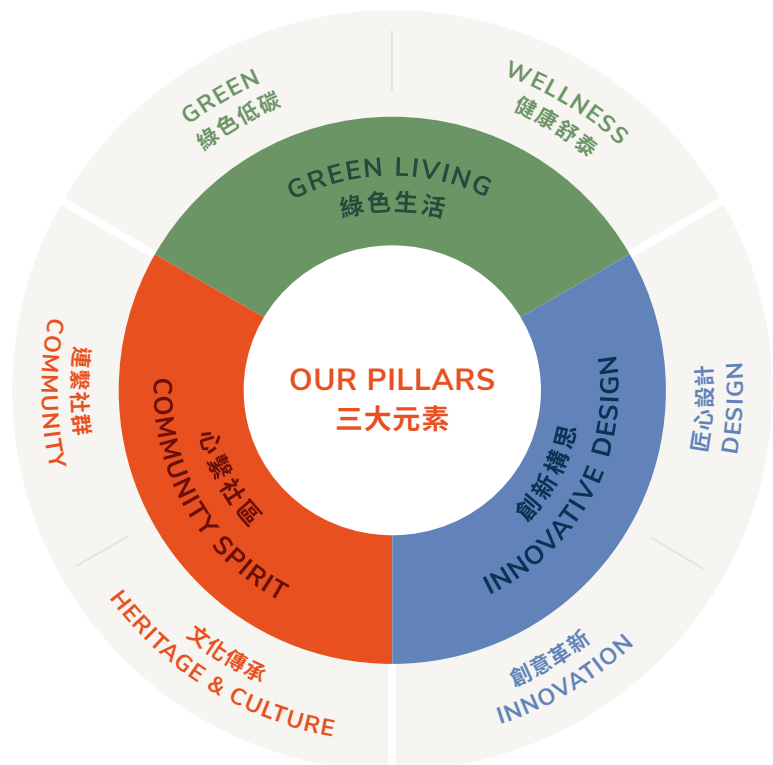 GREEN
綠色低碳
WELLNESS
健康舒泰
GREEN LIVING
綠色生活
OUR PILLARS
三大元素
連繫社群
COMMUNITY
心繫社區
COMMUNITY SPIRIT
創新構思
INNOVATIVE DESIGN
匠心設計
DESIGN
文化傳承
HERITAGE & CULTURE
創意革新
INNOVATION